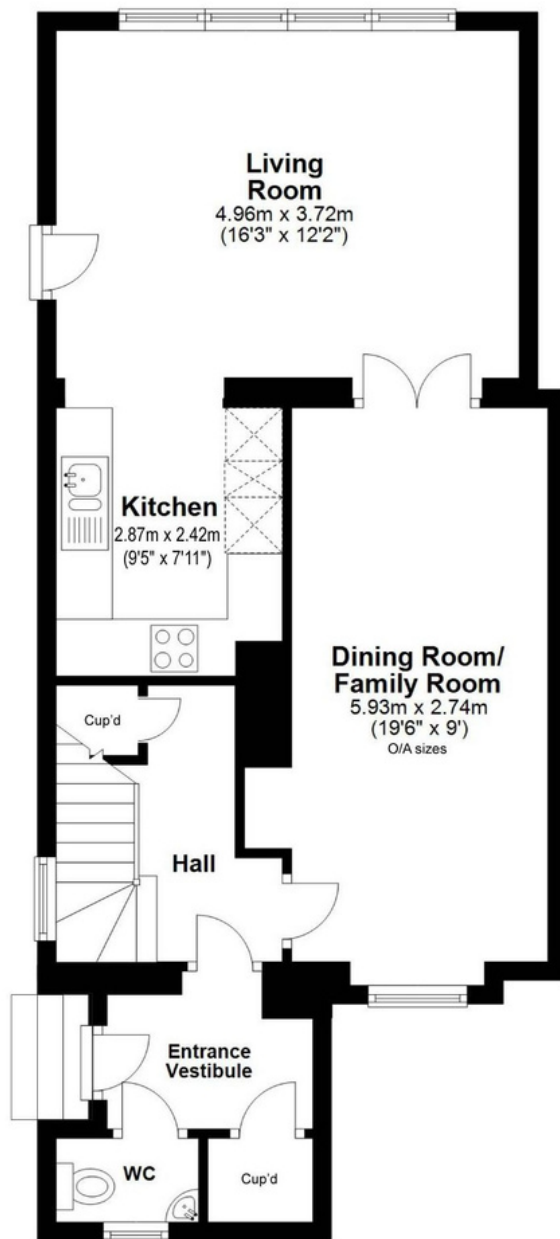 Living
Room
4.96m x 3.72m
(16'3" x 12'2")
Kitchen
2.87m x 2.42m
(9'5" x 7'11")
Dining Room/
Family Room
5.93m x 2.74m
(19'6" x 9')
O/A sizes
Cup'd
Hall
Entrance
Vestibule
WC
Cup'd